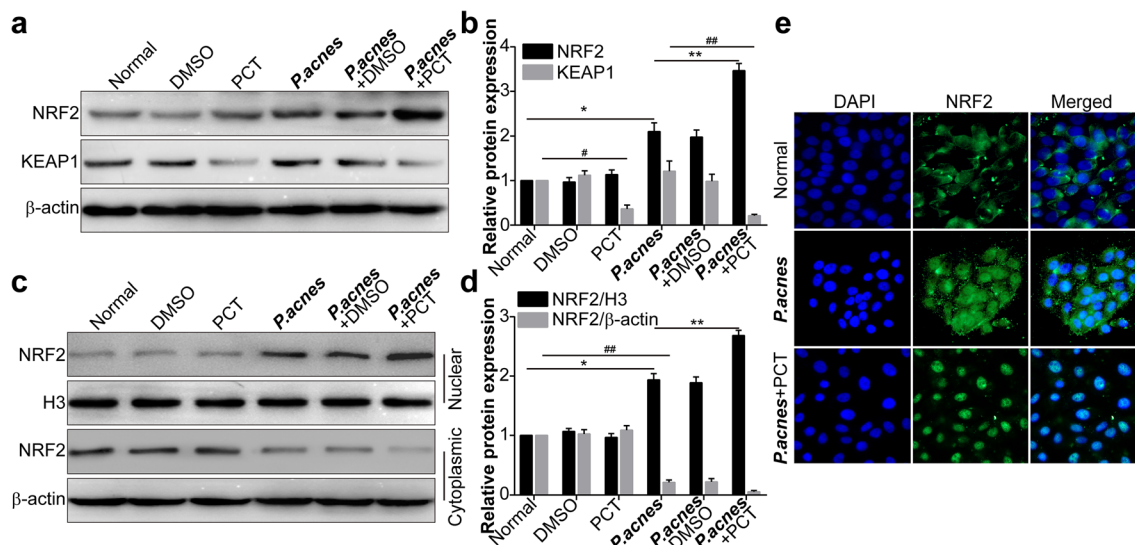 a
Normal
DMSO
PCT
P.acnes
P.acnes
+DMSO
P.acnes
+PCT
NRF2
KEAP1
β-actin
b
Relative protein expression
NRF2
KEAP1
4
3
2
1
0
*
#
**
##
Normal
DMSO
PCT
P.acnes
P.acnes
+DMSO
P.acnes
+PCT
c
Normal
DMSO
PCT
P.acnes
P.acnes
+DMSO
P.acnes
+PCT
NRF2
H3
NRF2
β-actin
Nuclear
Cytoplasmic
d
Relative protein expression
NRF2/H3
NRF2/β-actin
3
2
1
0
*
##
**
Normal
DMSO
PCT
P.acnes
P.acnes
+DMSO
P.acnes
+PCT
e
DAPI
NRF2
Merged
Normal
P.acnes
P.acnes+PCT